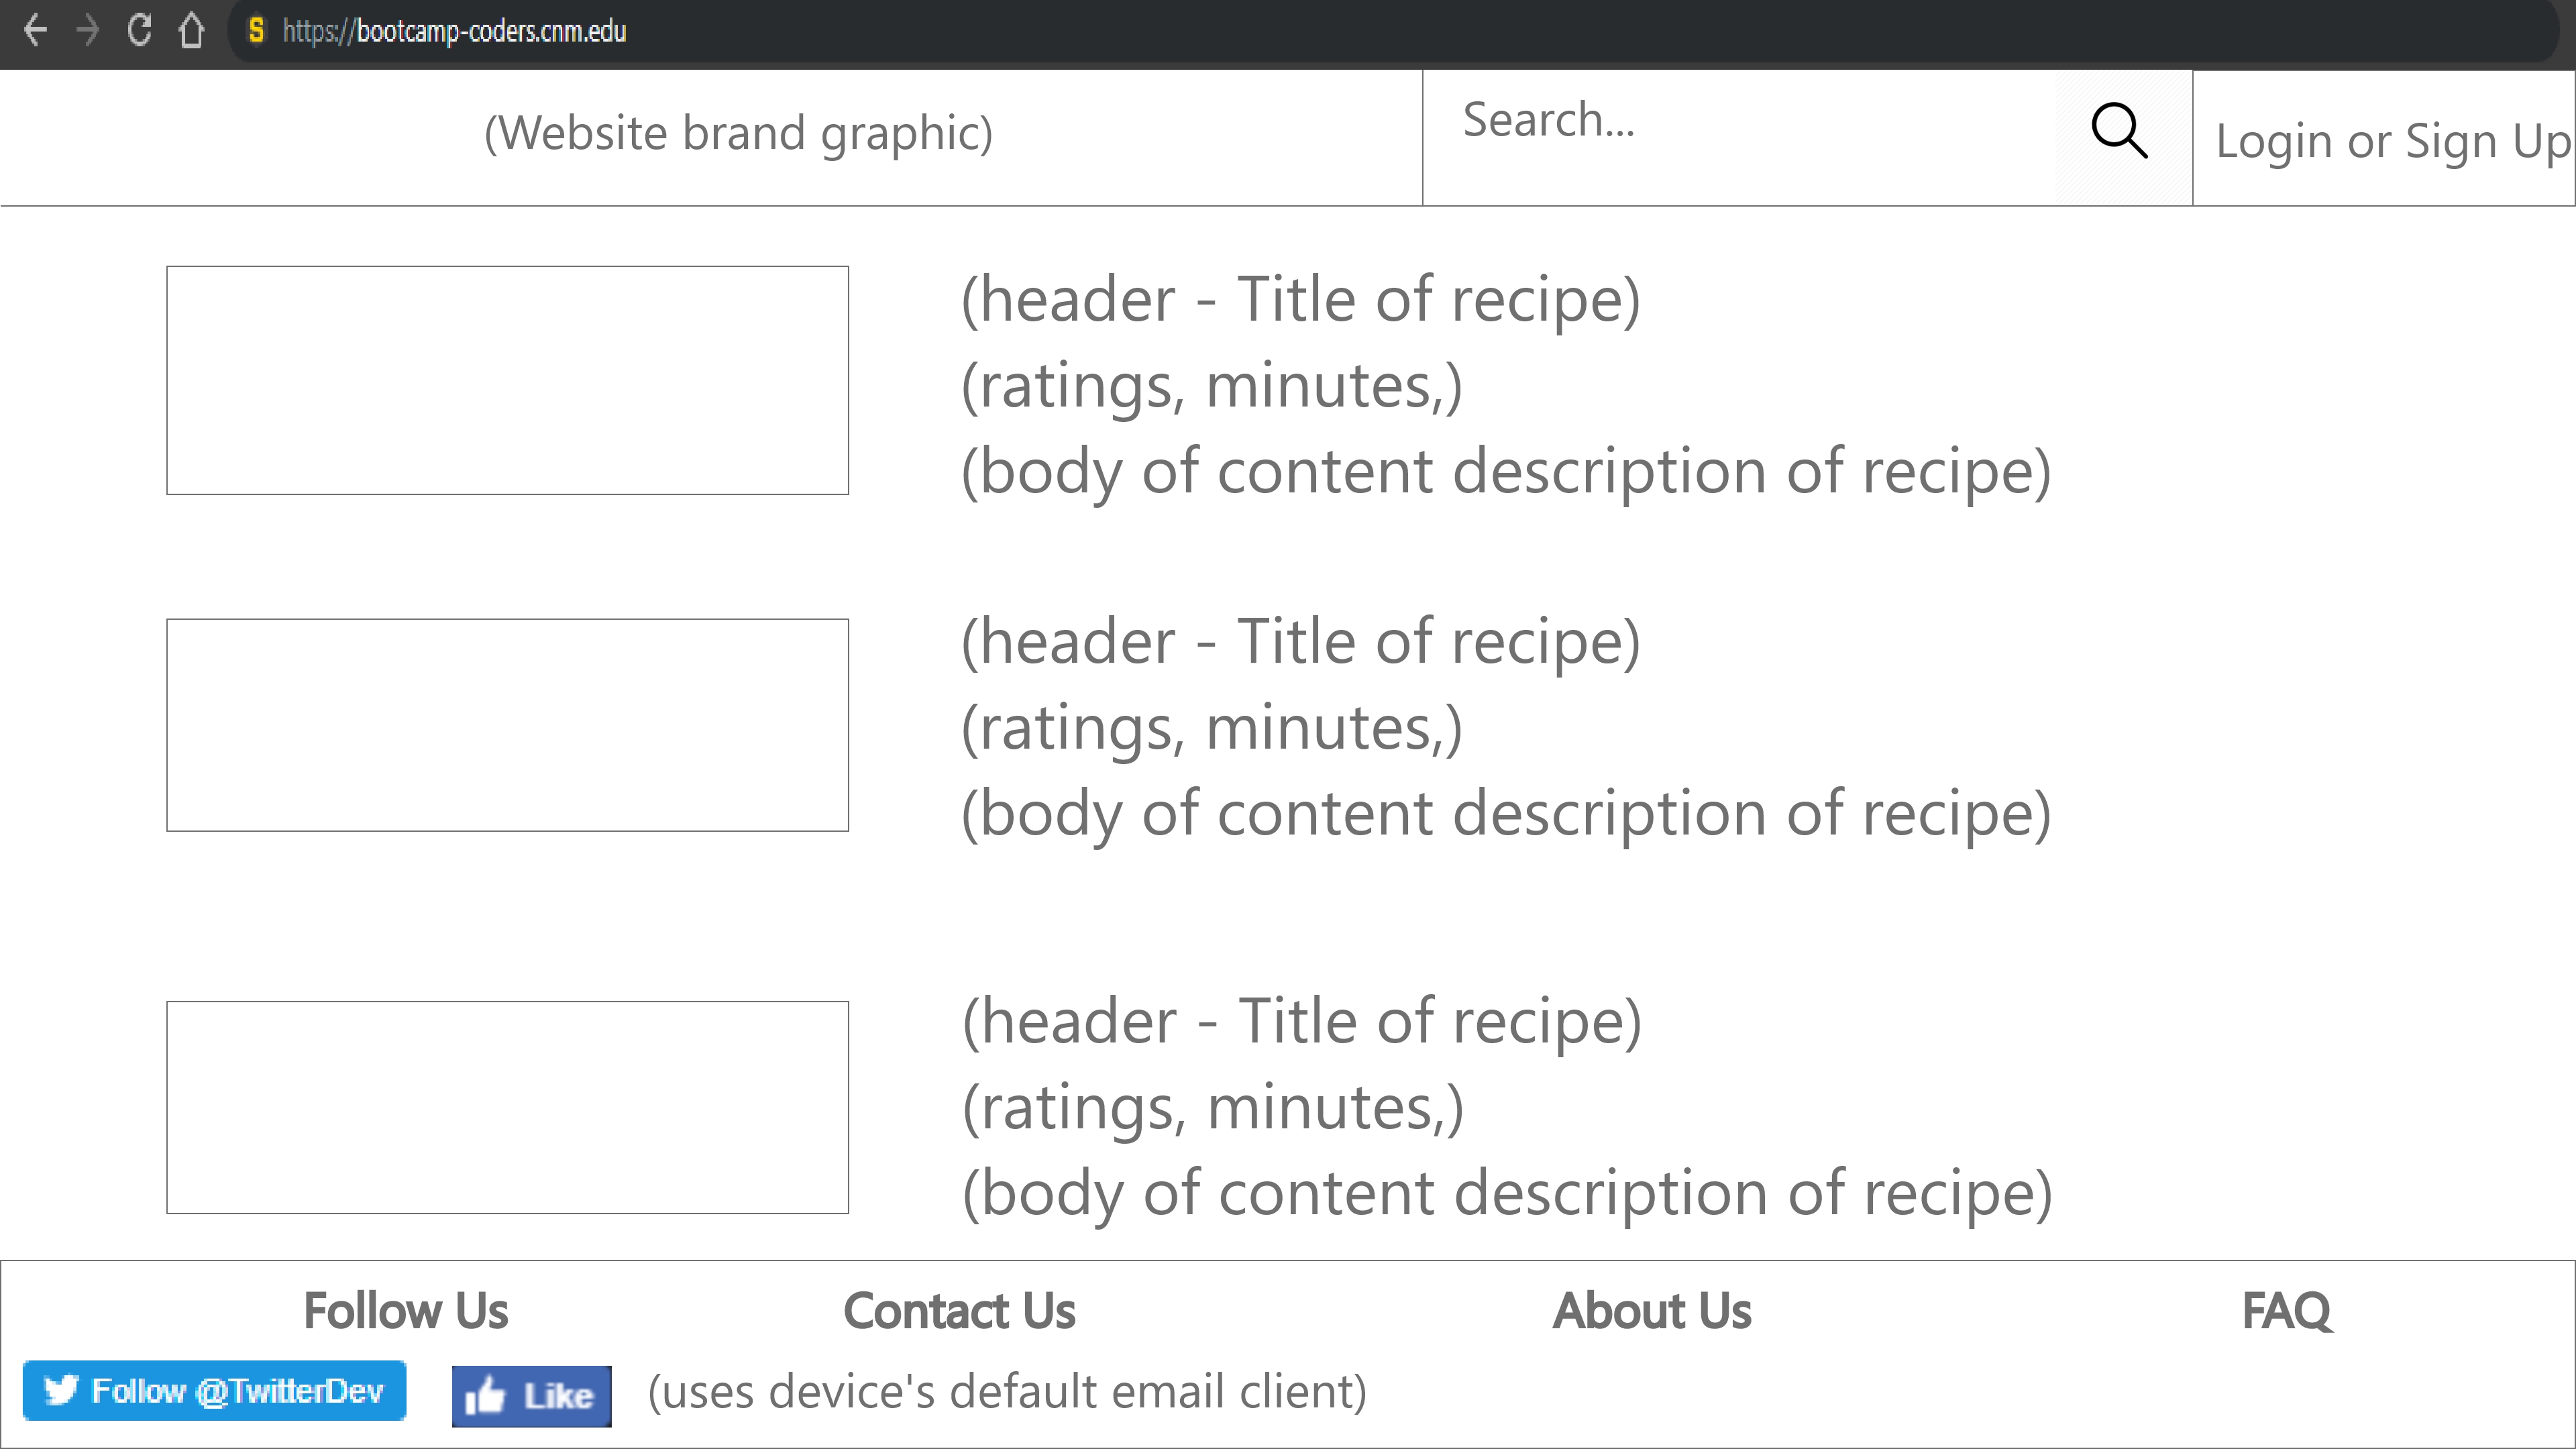 https://bootcamp-coders.cnm.edu
(Website brand graphic)
Search...
Login or Sign Up
(header - Title of recipe)
(ratings, minutes,)
(body of content description of recipe)
(header - Title of recipe)
(ratings, minutes,)
(body of content description of recipe)
(header - Title of recipe)
(ratings, minutes,)
(body of content description of recipe)
Follow Us
Contact Us
About Us
FAQ
Follow @TwitterDev
Like
(uses device's default email client)